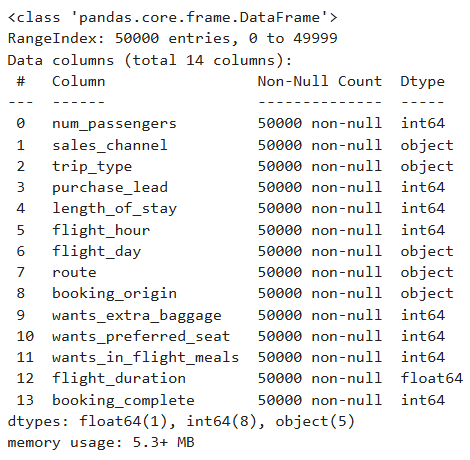 <class 'pandas.core.frame.DataFrame'>
RangeIndex: 50000 entries, 0 to 49999
Data columns (total 14 columns):
 #   Column                 Non-Null Count  Dtype
---  ------                 --------------  -----
 0   num_passengers         50000 non-null  int64
 1   sales_channel          50000 non-null  object
 2   trip_type              50000 non-null  object
 3   purchase_lead          50000 non-null  int64
 4   length_of_stay         50000 non-null  int64
 5   flight_hour            50000 non-null  int64
 6   flight_day             50000 non-null  object
 7   route                  50000 non-null  object
 8   booking_origin         50000 non-null  object
 9   wants_extra_baggage    50000 non-null  int64
 10  wants_preferred_seat   50000 non-null  int64
 11  wants_in_flight_meals  50000 non-null  int64
 12  flight_duration        50000 non-null  float64
 13  booking_complete       50000 non-null  int64
dtypes: float64(1), int64(8), object(5)
memory usage: 5.3+ MB